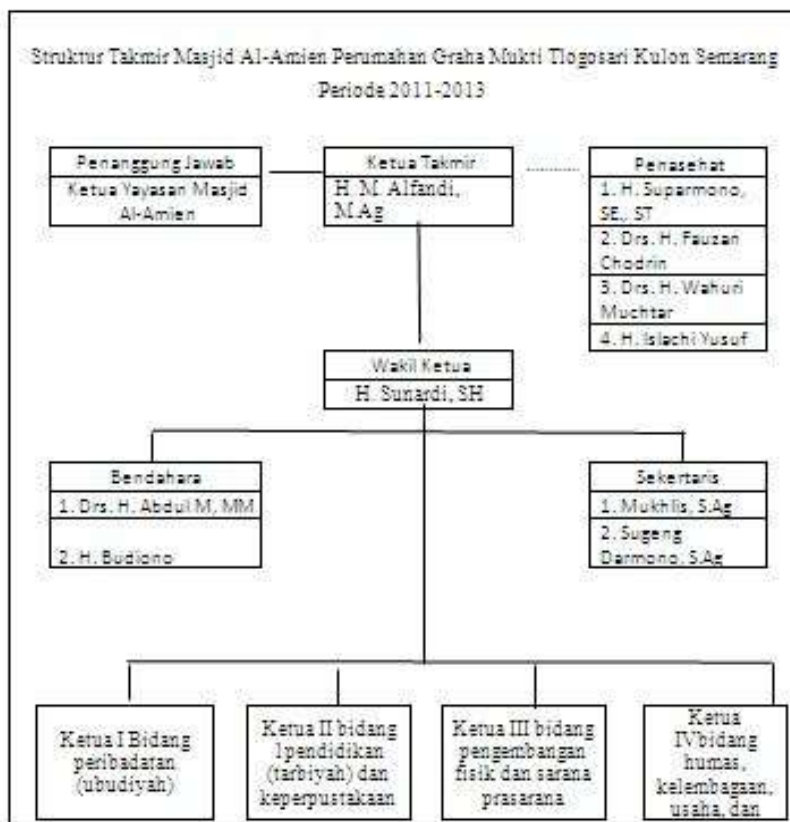 Struktur Takmir Masjid Al-Amien Perumahan Graha Mukti Tlogosari Kulon Semarang
Periode 2011-2013
Penanggung Jawab
Ketua Yayasan Masjid
Al-Amien
Ketua Takmir
H. M. Alfandi,
M.Ag
Penasehat
1. H. Suparmono,
SE., ST
2. Drs. H. Fauzan
Chodrin
3. Drs. H. Wahuri
Muchtar
4. H. Islachi Yusuf
Wakil Ketua
H. Sunardi, SH
Bendahara
1. Drs. H. Abdul M, MM
2. H. Budiono
Sekertaris
1. Mukhlis, S.Ag
2. Sugeng
Darmono, S.Ag
Ketua I Bidang
peribadatan
(ubudiyah)
Ketua II bidang
1pendidikan
(tarbiyah) dan
keperpustakaan
Ketua III bidang
pengembangan
fisik dan sarana
prasarana
Ketua
IVbidang
humas,
kelembagaan,
usaha, dan